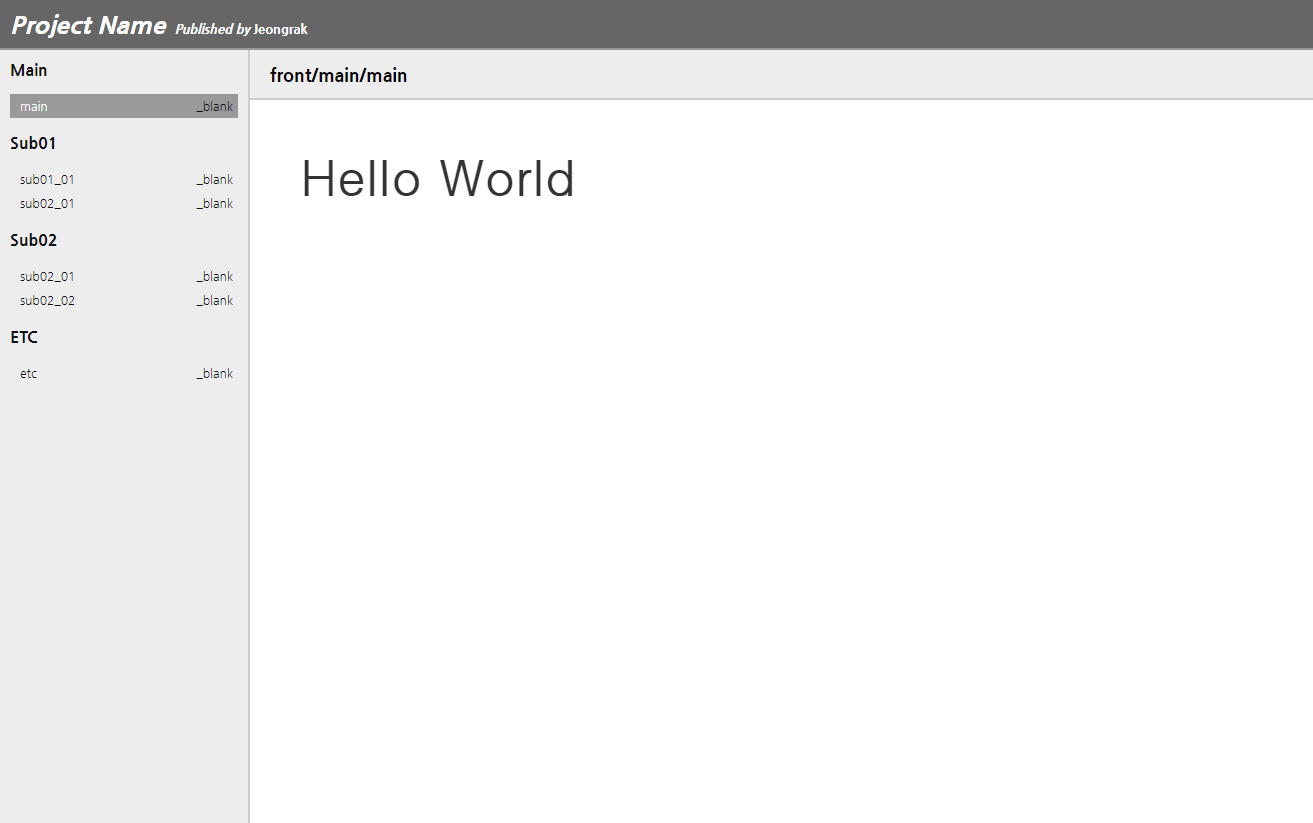 Project Name Published by Jeongrak
Main
main _blank
Sub01
sub01_01 _blank
sub02_01 _blank
Sub02
sub02_01 _blank
sub02_02 _blank
ETC
etc _blank
front/main/main
Hello World